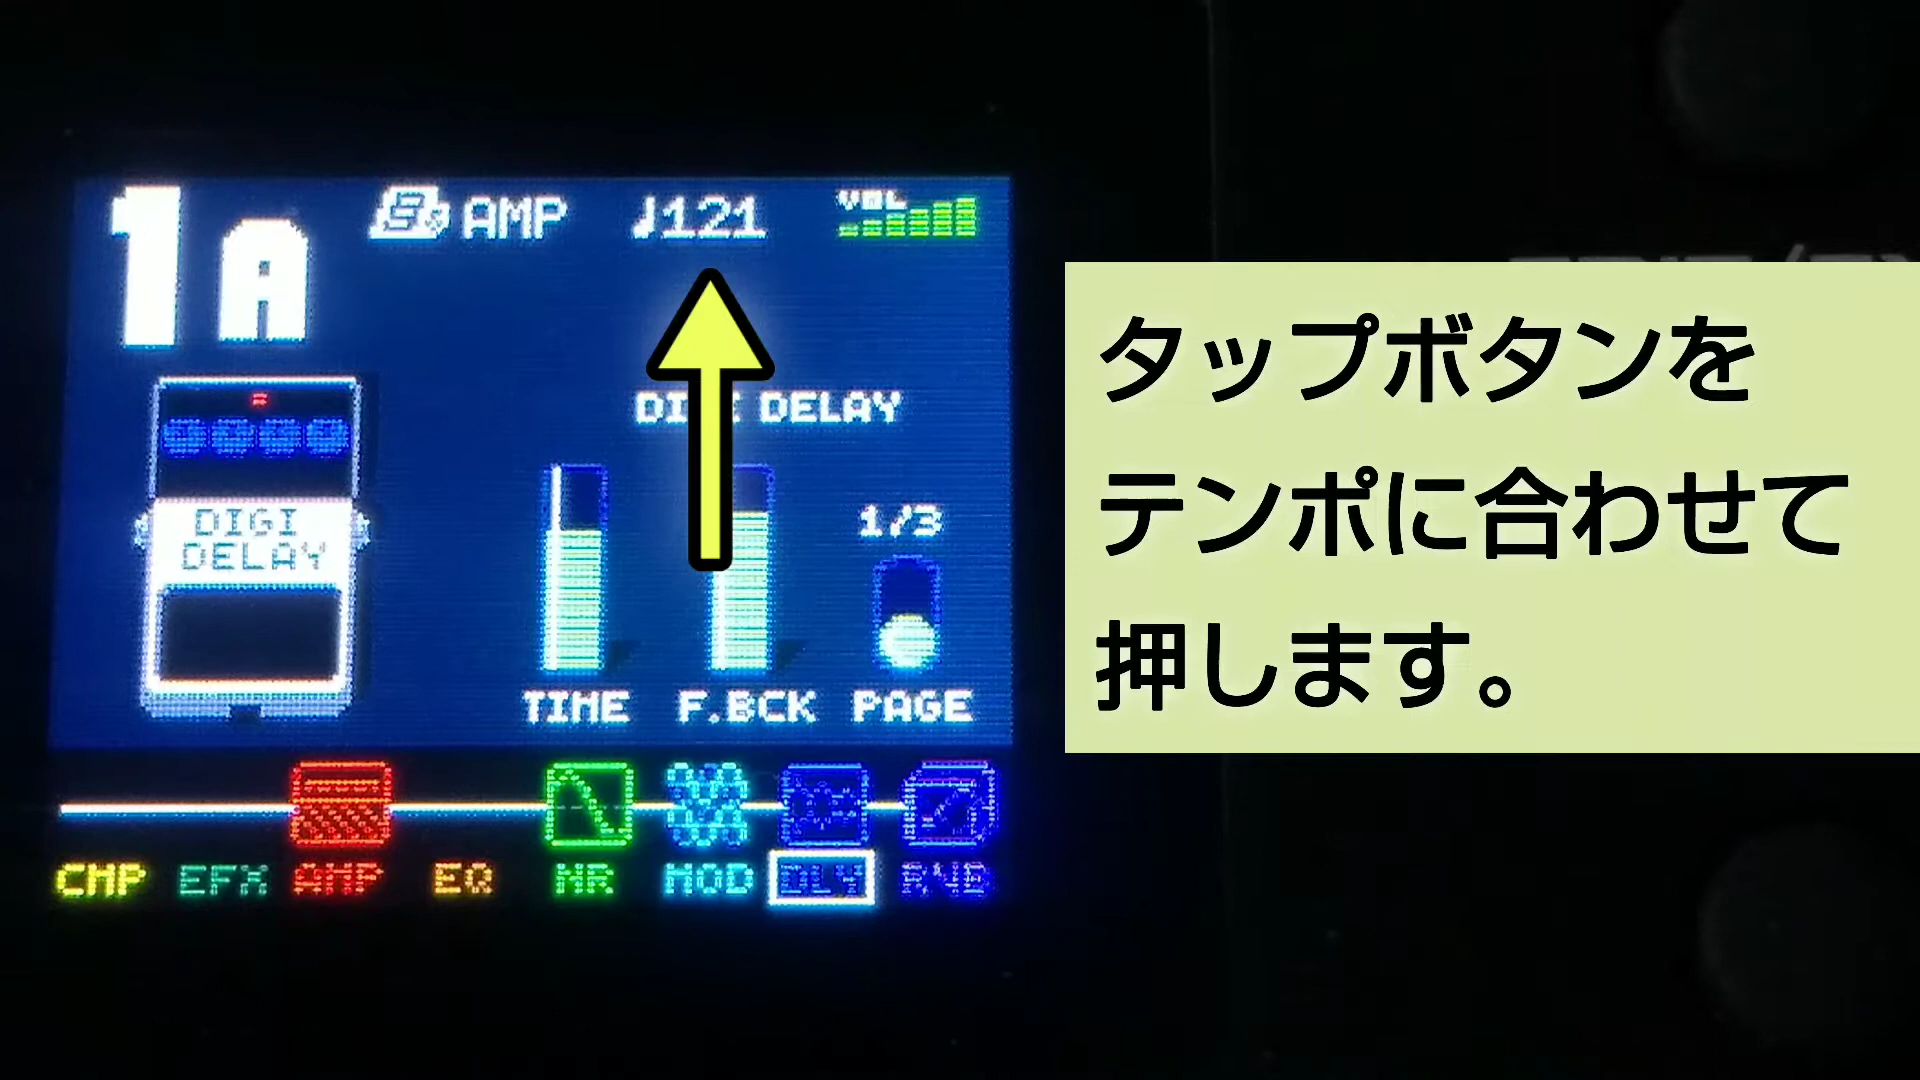 1A
AMP
♩121
VOL
DELAY
DIGI
DELAY
1/3
TIME
F.BCK
PAGE
CMP
EFX
AMP
EQ
NR
MOD
DLY
RVB
タップボタンを
テンポに合わせて
押します。